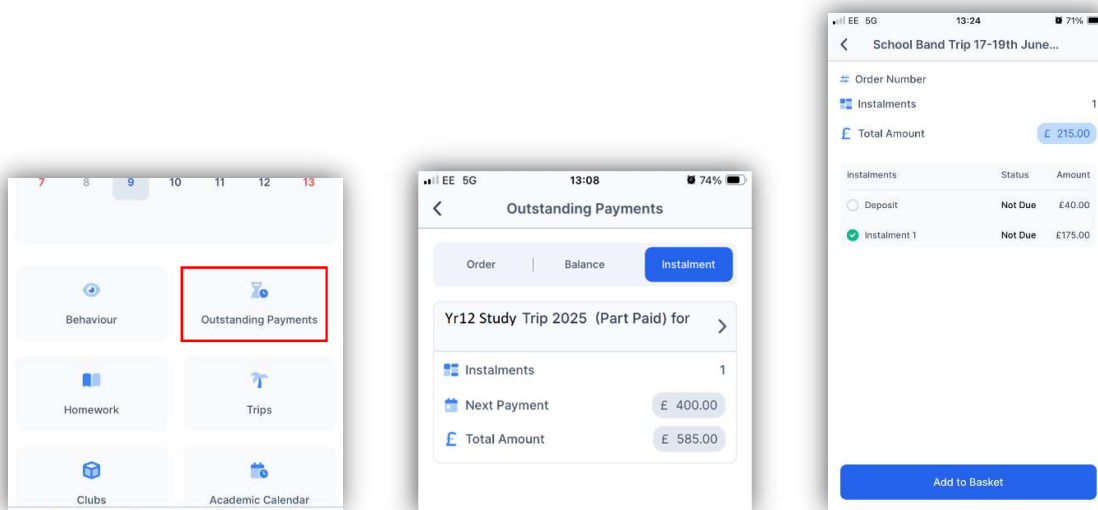 7 8 9 10 11 12 13
Behaviour Outstanding Payments
Homework Trips
Clubs Academic Calendar
EE 5G 13:08 74%
Outstanding Payments
Order Balance Instalment
Yr12 Study Trip 2025 (Part Paid) for
Instalments 1
Next Payment £ 400.00
Total Amount £ 585.00
EE 5G 13:24 71%
School Band Trip 17-19th June...
Order Number
Instalments 1
£ Total Amount £ 215.00
Instalments Status Amount
Deposit Not Due £40.00
Instalment 1 Not Due £175.00
Add to Basket